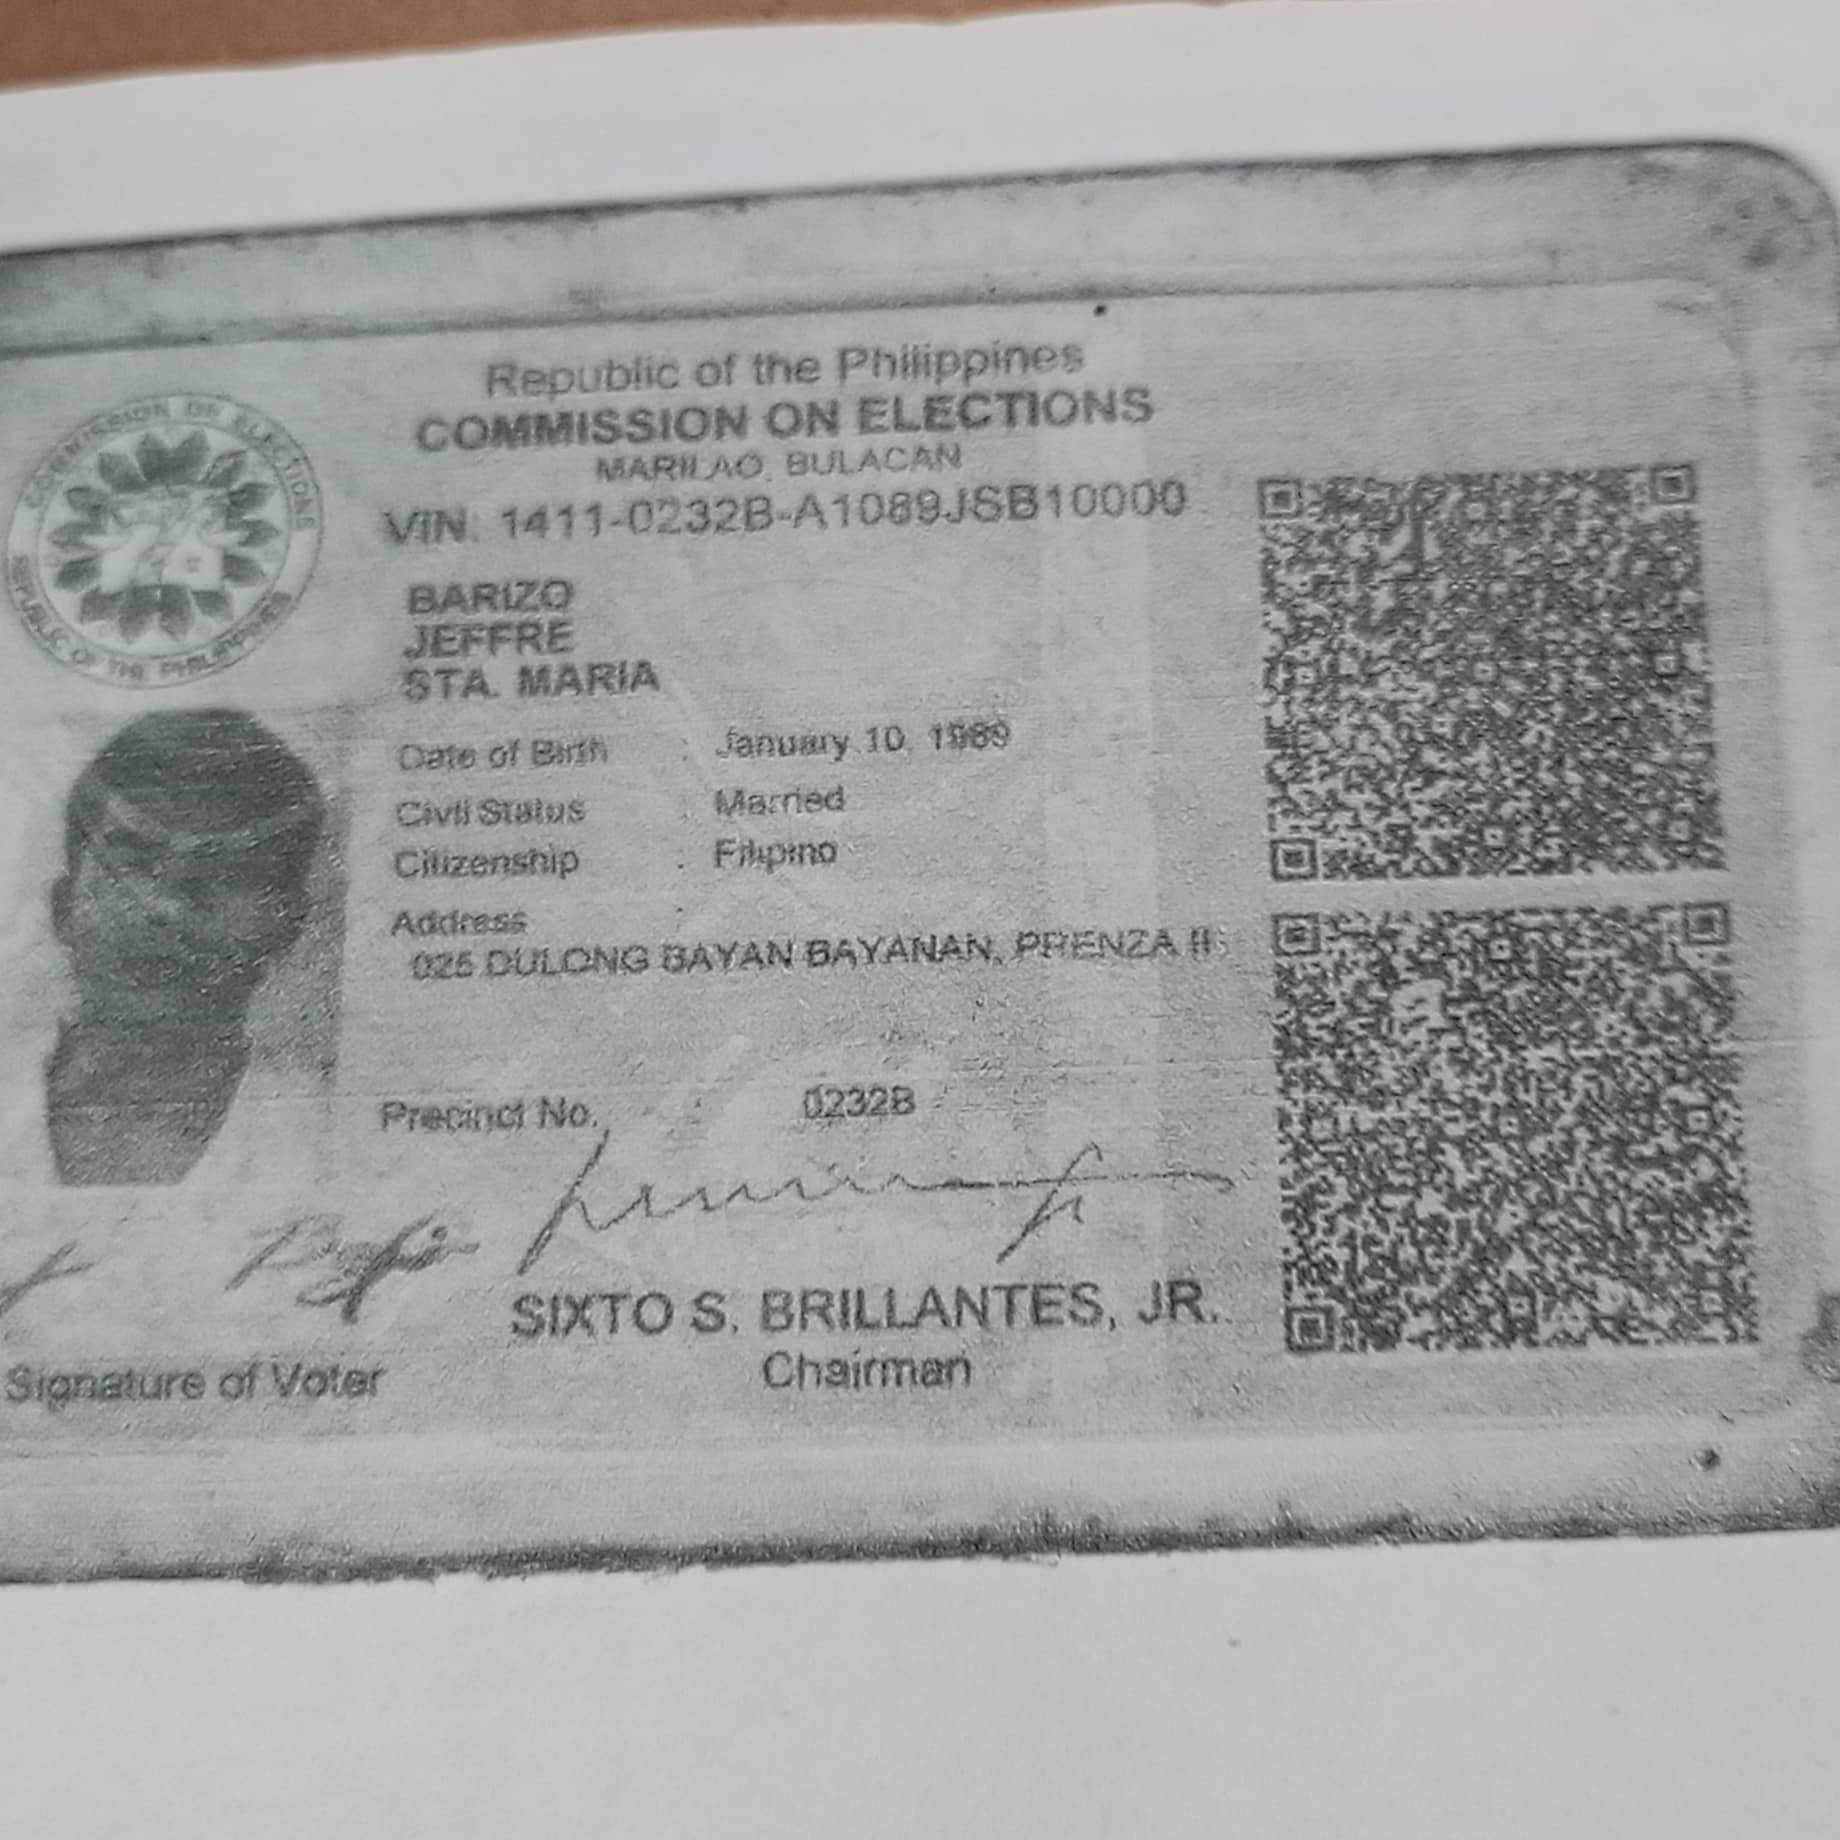 Republic of the Philippines
COMMISSION ON ELECTIONS
MARILAO, BULACAN
VIN: 1411-0232B-A1089JSB10000
COMMISSION OF ELECTIONS
REPUBLIC OF THE PHILIPPINES
BARIZO
JEFFRE
STA. MARIA
Date of Birth : January 10, 1989
Civil Status : Married
Citizenship : Filipino
Address :
025 DULONG BAYAN BAYANAN, PRENZA II
Precinct No. : 0232B
SIXTO S. BRILLANTES, JR.
Chairman
Signature of Voter